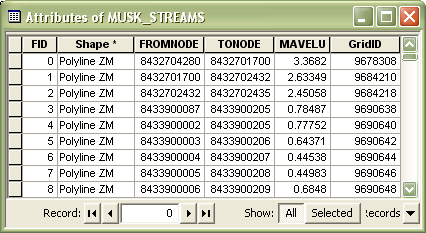 Attributes of MUSK_STREAMS
FID Shape * FROMNODE TONODE MAVELU GridID
0 Polyline ZM 8432704280 8432701700 3.3682 9678308
1 Polyline ZM 8432701700 8432702432 2.63349 9684210
2 Polyline ZM 8432702432 8432702435 2.45058 9684218
3 Polyline ZM 8433900087 8433900205 0.78487 9690638
4 Polyline ZM 8433900205 8433900202 0.77752 9690640
5 Polyline ZM 8433900003 8433900206 0.64371 9690642
6 Polyline ZM 8433900004 8433900207 0.44538 9690644
7 Polyline ZM 8433900005 8433900208 0.44983 9690646
8 Polyline ZM 8433900006 8433900209 0.6848 9690648
Record: 0 Show: All Selected ecords